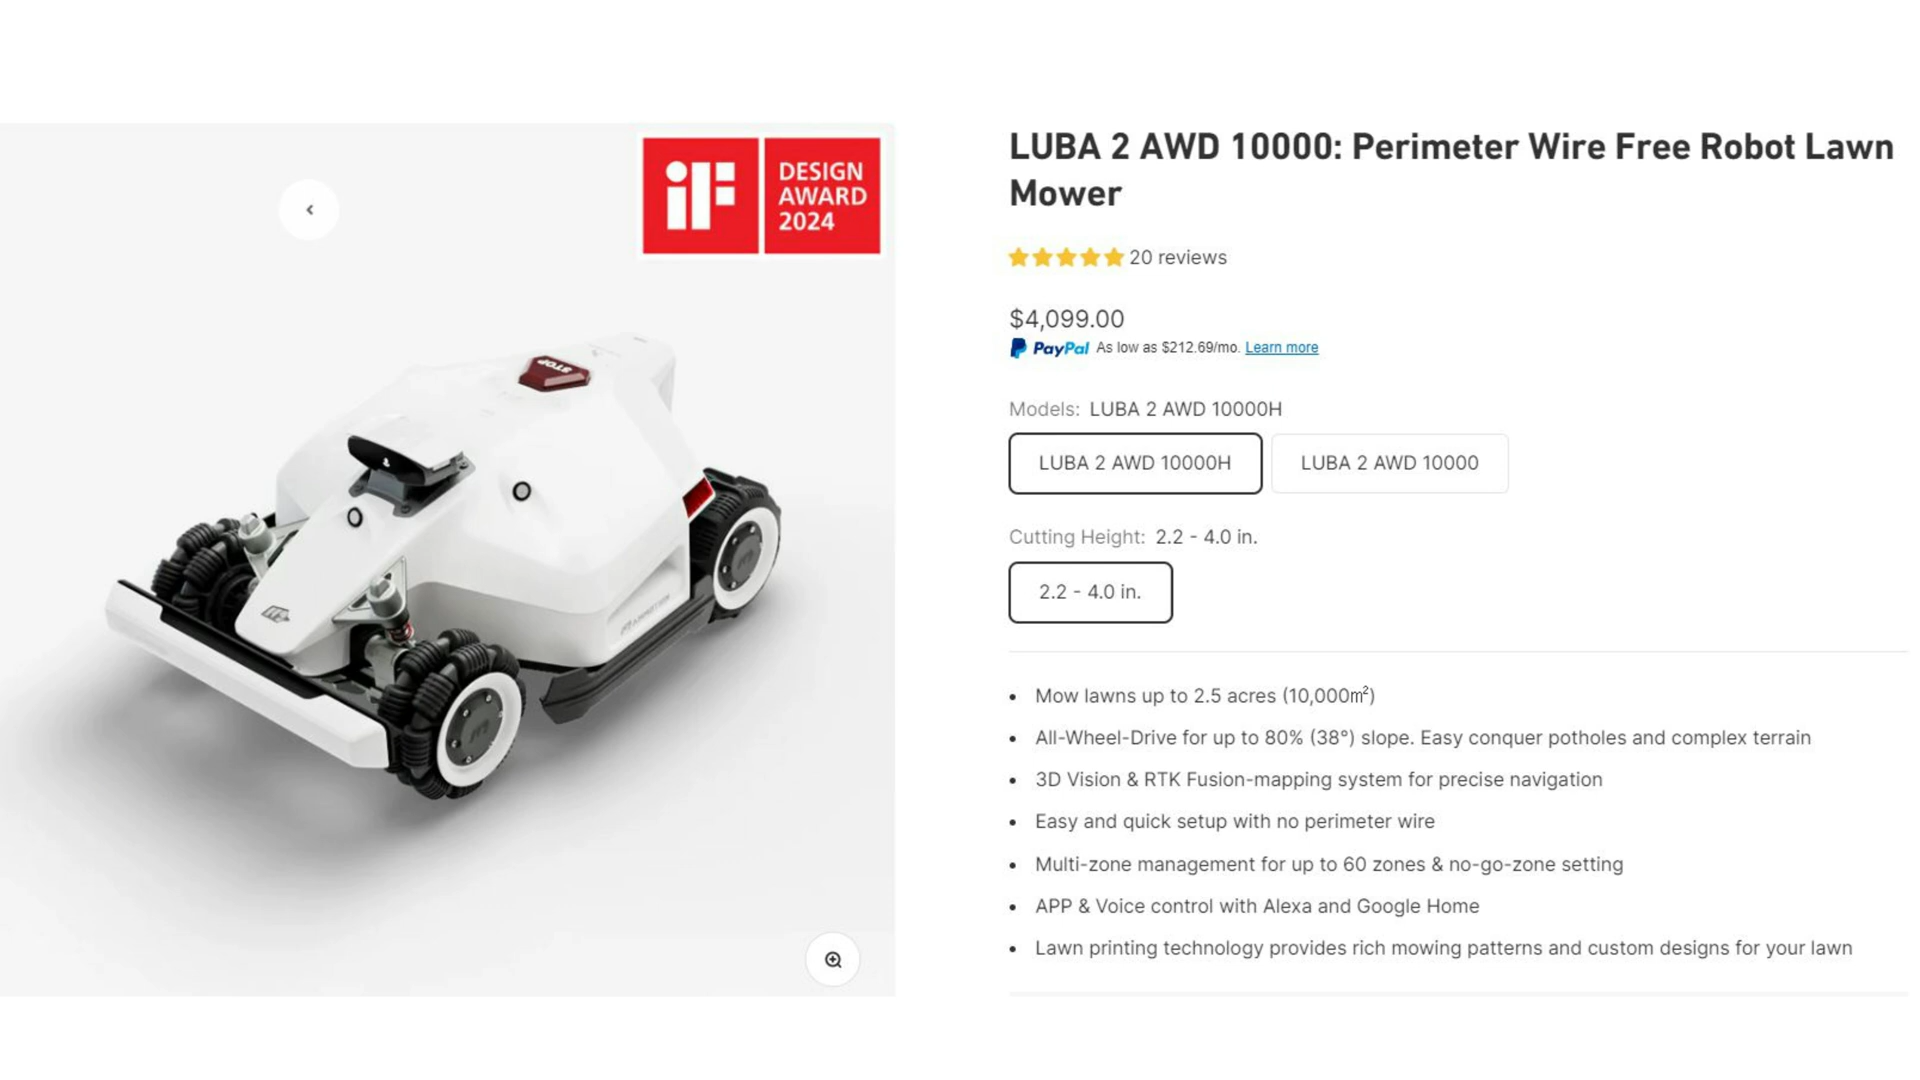 iF
DESIGN
AWARD
2024
STOP
LUBA 2 AWD 10000: Perimeter Wire Free Robot Lawn
Mower
20 reviews
$4,099.00
PayPal As low as $212.69/mo. Learn more
Models: LUBA 2 AWD 10000H
LUBA 2 AWD 10000H LUBA 2 AWD 10000
Cutting Height: 2.2 - 4.0 in.
2.2 - 4.0 in.
• Mow lawns up to 2.5 acres (10,000m²)
• All-Wheel-Drive for up to 80% (38°) slope. Easy conquer potholes and complex terrain
• 3D Vision & RTK Fusion-mapping system for precise navigation
• Easy and quick setup with no perimeter wire
• Multi-zone management for up to 60 zones & no-go-zone setting
• APP & Voice control with Alexa and Google Home
• Lawn printing technology provides rich mowing patterns and custom designs for your lawn